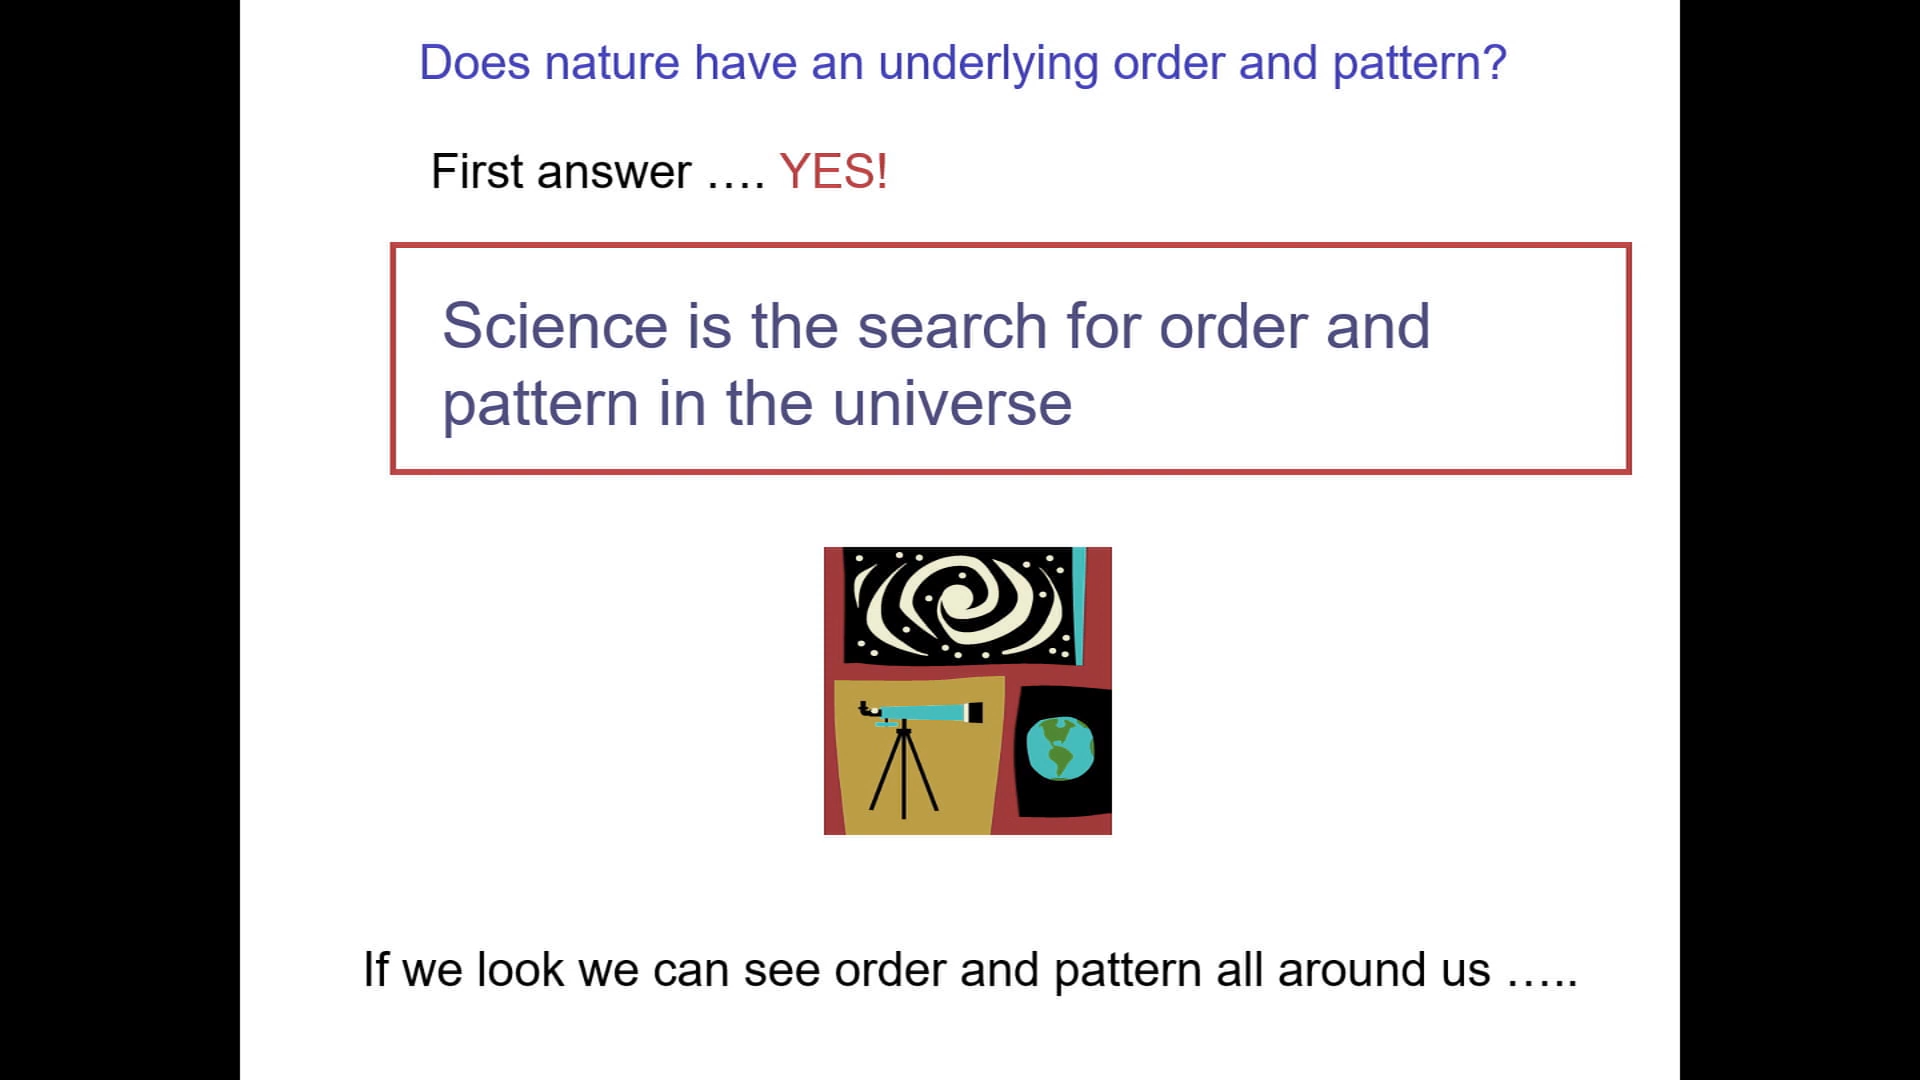 Does nature have an underlying order and pattern?
First answer …. YES!
Science is the search for order and
pattern in the universe
If we look we can see order and pattern all around us …..